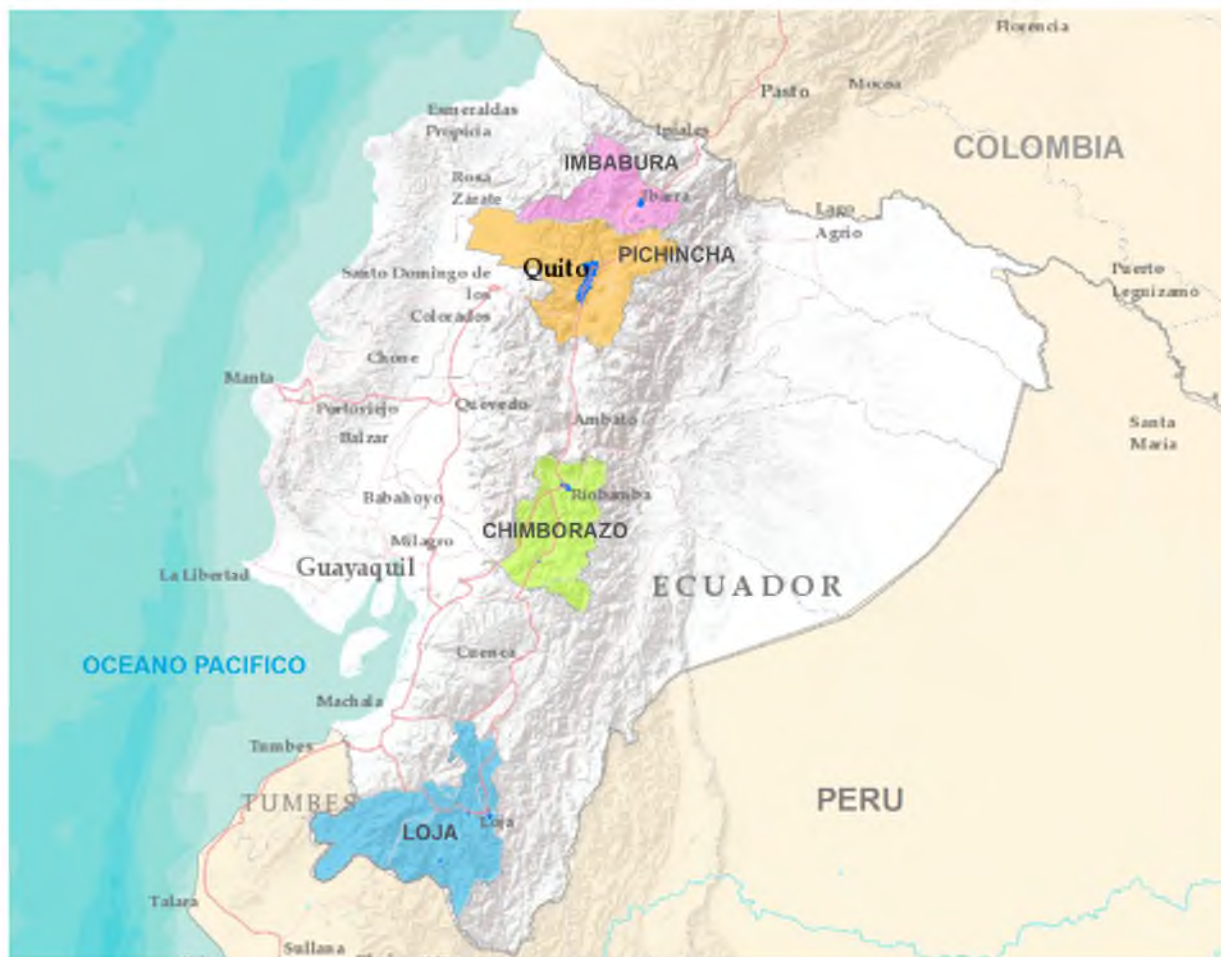 Florencia
Mocoa
Pasto
Esmeraldas
Propicia
Ipiales
COLOMBIA
IMBABURA
Rosa
Zárate
Ibarra
Lago
Agrio
PICHINCHA
Quito
Santo Domingo de
los
Colorados
Puerto
Leguizamo
Chone
Manta
Portoviejo
Quevedo
Balzar
Ambato
Santa
Maria
Babahoyo
Riobamba
CHIMBORAZO
Milagro
Guayaquil
La Libertad
ECUADOR
OCEANO PACIFICO
Cuenca
Machala
Tumbes
TUMBES
PERU
LOJA
Loja
Talara
Sullana